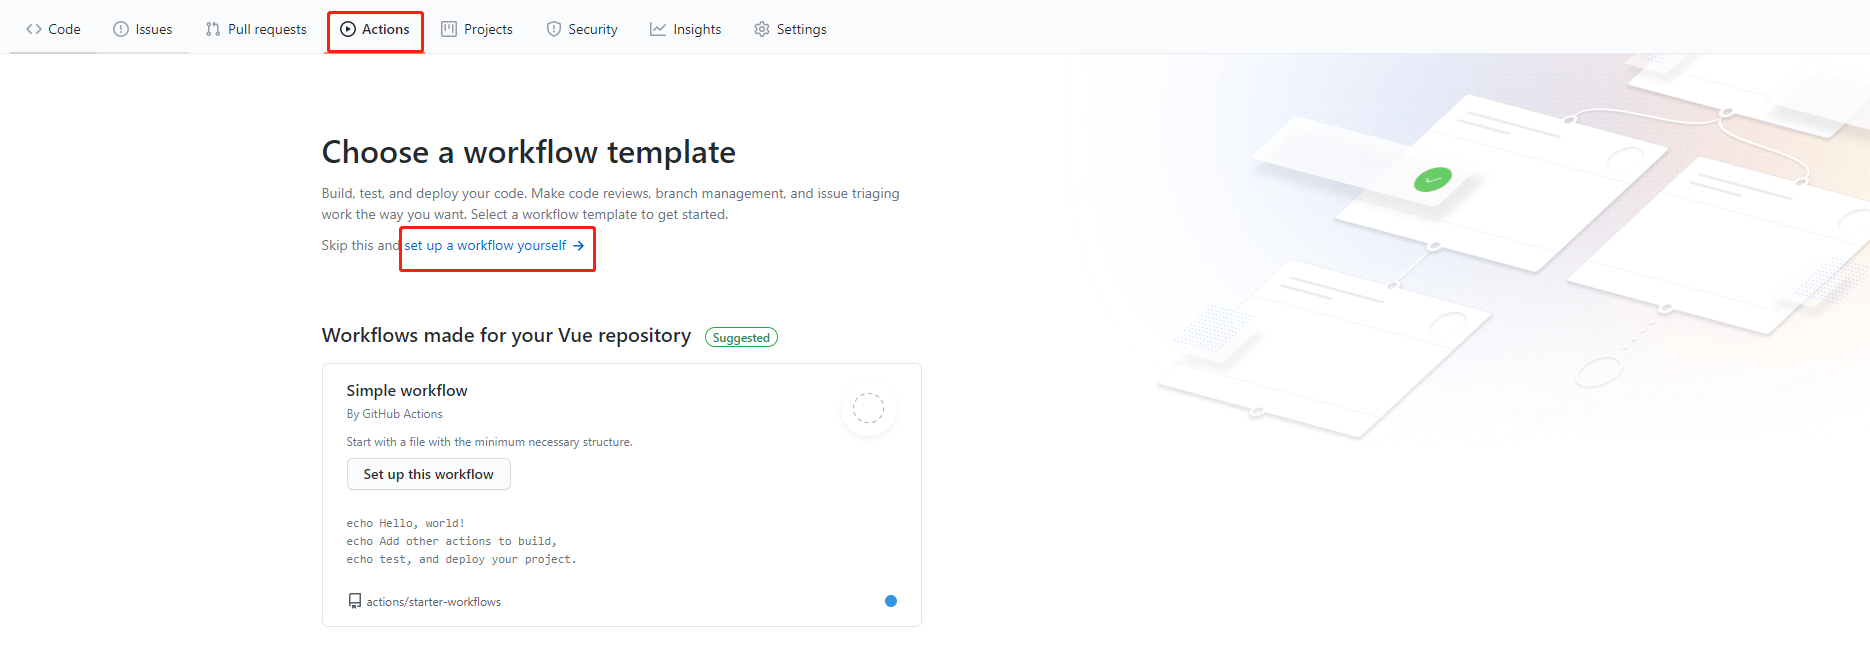 Code Issues Pull requests Actions Projects Security Insights Settings
Choose a workflow template
Build, test, and deploy your code. Make code reviews, branch management, and issue triaging
work the way you want. Select a workflow template to get started.
Skip this and set up a workflow yourself →
Workflows made for your Vue repository Suggested
Simple workflow
By GitHub Actions
Start with a file with the minimum necessary structure.
Set up this workflow
echo Hello, world!
echo Add other actions to build,
echo test, and deploy your project.
actions/starter-workflows